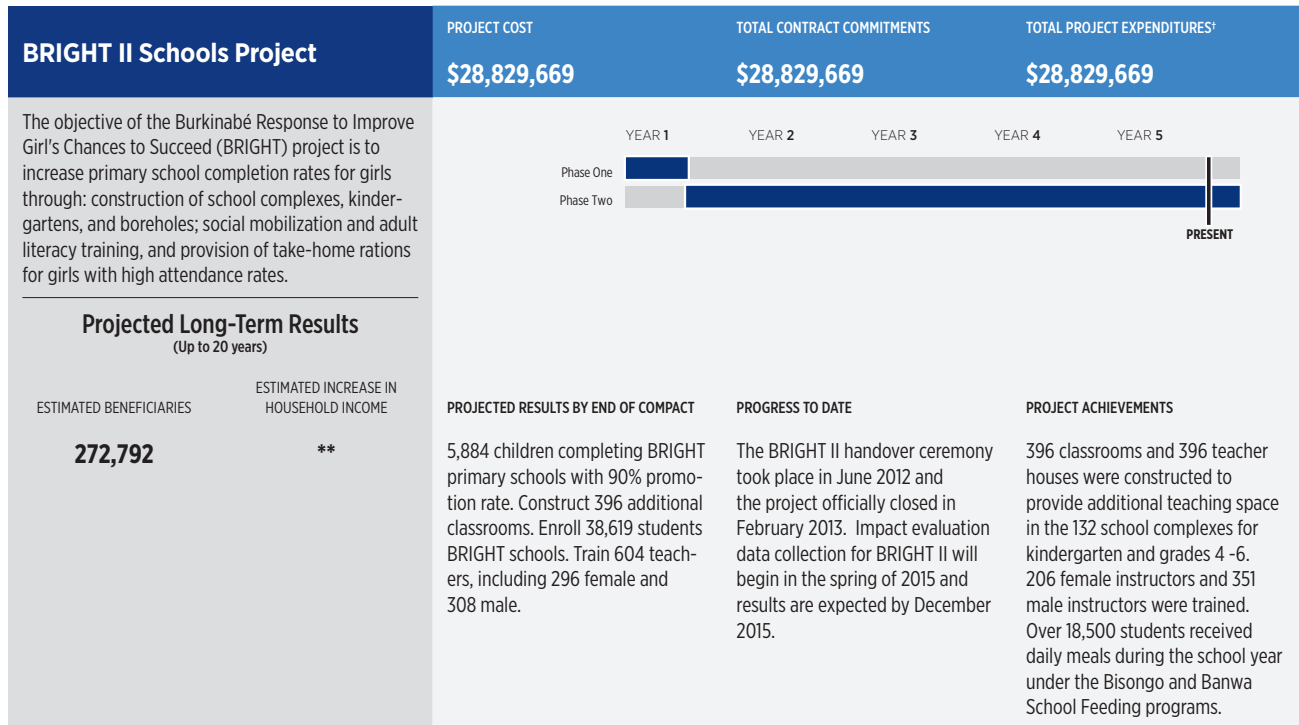 BRIGHT II Schools Project
PROJECT COST
$28,829,669
TOTAL CONTRACT COMMITMENTS
$28,829,669
TOTAL PROJECT EXPENDITURES†
$28,829,669
The objective of the Burkinabé Response to Improve
Girl's Chances to Succeed (BRIGHT) project is to
increase primary school completion rates for girls
through: construction of school complexes, kinder-
gartens, and boreholes; social mobilization and adult
literacy training, and provision of take-home rations
for girls with high attendance rates.
Projected Long-Term Results
(Up to 20 years)
ESTIMATED BENEFICIARIES
272,792
ESTIMATED INCREASE IN
HOUSEHOLD INCOME
**
YEAR 1 YEAR 2 YEAR 3 YEAR 4 YEAR 5
Phase One
Phase Two
PRESENT
PROJECTED RESULTS BY END OF COMPACT
5,884 children completing BRIGHT
primary schools with 90% promo-
tion rate. Construct 396 additional
classrooms. Enroll 38,619 students
BRIGHT schools. Train 604 teach-
ers, including 296 female and
308 male.
PROGRESS TO DATE
The BRIGHT II handover ceremony
took place in June 2012 and
the project officially closed in
February 2013.  Impact evaluation
data collection for BRIGHT II will
begin in the spring of 2015 and
results are expected by December
2015.
PROJECT ACHIEVEMENTS
396 classrooms and 396 teacher
houses were constructed to
provide additional teaching space
in the 132 school complexes for
kindergarten and grades 4 -6.
206 female instructors and 351
male instructors were trained.
Over 18,500 students received
daily meals during the school year
under the Bisongo and Banwa
School Feeding programs.